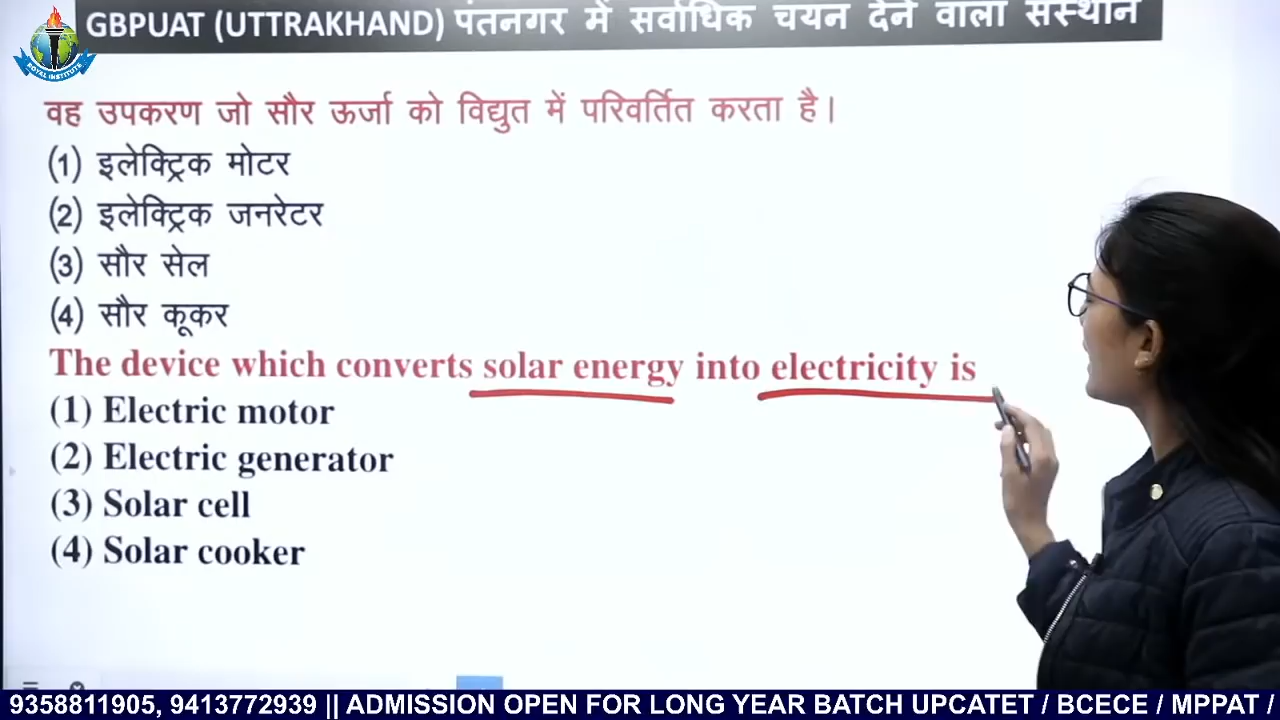 GBPUAT (UTTRAKHAND) पंतनगर में सर्वाधिक चयन देने वाला संस्थान
ROYAL INSTITUTE
वह उपकरण जो सौर ऊर्जा को विद्युत में परिवर्तित करता है।
(1) इलेक्ट्रिक मोटर
(2) इलेक्ट्रिक जनरेटर
(3) सौर सेल
(4) सौर कूकर
The device which converts solar energy into electricity is
(1) Electric motor
(2) Electric generator
(3) Solar cell
(4) Solar cooker
9358811905, 9413772939 || ADMISSION OPEN FOR LONG YEAR BATCH UPCATET / BCECE / MPPAT /